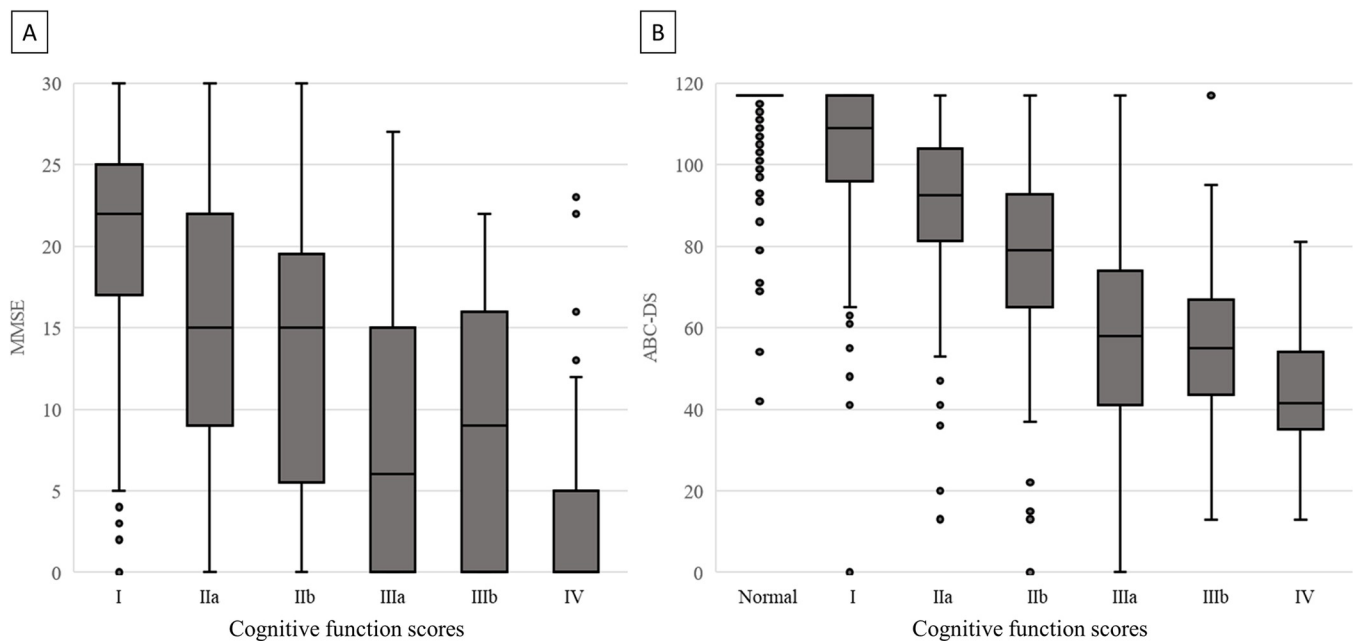 A
MMSE
30
25
20
15
10
5
0
I IIa IIb IIIa IIIb IV
Cognitive function scores
B
ABC-DS
120
100
80
60
40
20
0
Normal I IIa IIb IIIa IIIb IV
Cognitive function scores